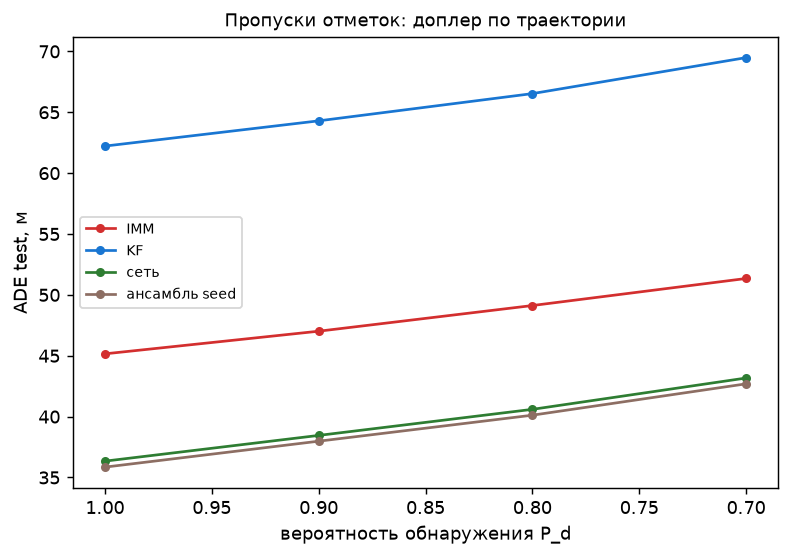 Пропуски отметок: доплер по траектории
ADE test, м
70
65
60
55
50
45
40
35
IMM
KF
сеть
ансамбль seed
1.00 0.95 0.90 0.85 0.80 0.75 0.70
вероятность обнаружения P_d